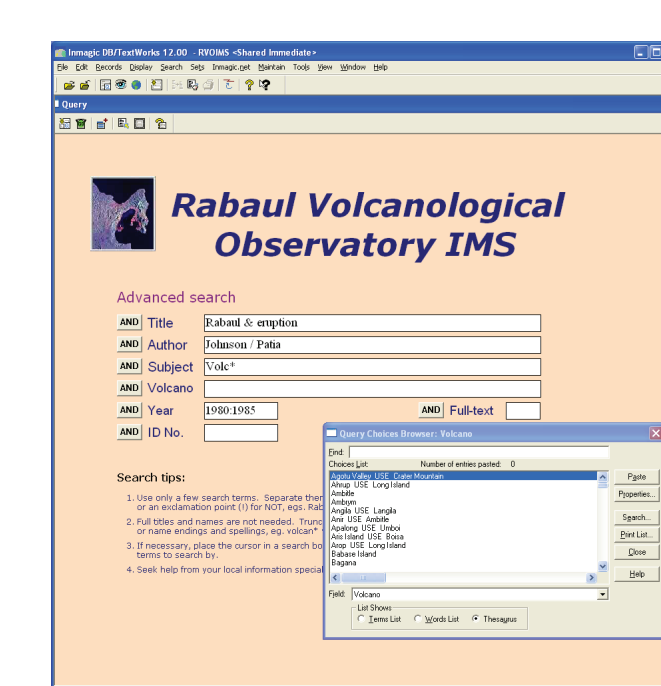 Inmagic DB/TextWorks 12.00 - RVOIMS <Shared Immediate>
File Edit Records Display Search Sets Inmagic.net Maintain Tools View Window Help
Query
Rabaul Volcanological
Observatory IMS
Advanced search
AND Title Rabaul & eruption
AND Author Johnson / Patia
AND Subject Volc*
AND Volcano
AND Year 1980:1985 AND Full-text
AND ID No.
Search tips:
1. Use only a few search terms. Separate
or an exclamation point (!) for NOT, egs.
2. Full titles and names are not needed.
or name endings and spellings, eg. volcan*
3. If necessary, place the cursor in a search
terms to search by.
4. Seek help from your local information
Query Choices Browser: Volcano
Find:
Choices List: Number of entries pasted: 0
Agotu Valley USE Crater Mountain
Ahrup USE Long Island
Ambitle
Ambrym
Angila USE Langila
Anir USE Ambitle
Apalong USE Umboi
Aris Island USE Boisa
Arop USE Long Island
Babase Island
Bagana
Paste
Properties...
Search...
Print List...
Close
Help
Field: Volcano
List Shows
Terms List Words List Thesaurus